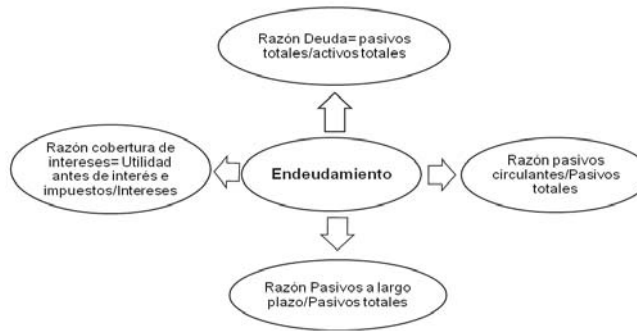 Razón Deuda= pasivos
totales/activos totales
Razón cobertura de
intereses= Utilidad
antes de interés e
impuestos/Intereses
Endeudamiento
Razón pasivos
circulantes/Pasivos
totales
Razón Pasivos a largo
plazo/Pasivos totales